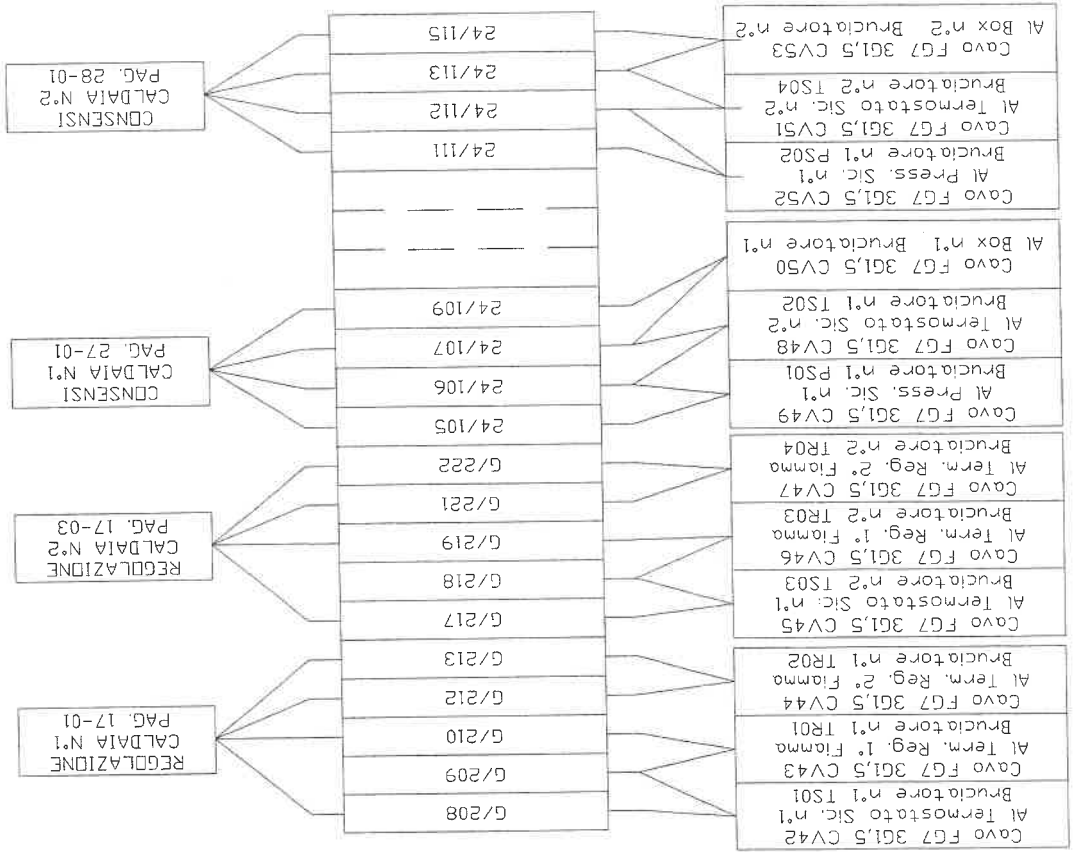 Cavo FG7 3G1,5 CV42
Al Termostato Sic. n°1
Bruciatore n°1 TS01
Cavo FG7 3G1,5 CV43
Al Term. Reg. 1° Fiamma
Bruciatore n°1 TR01
Cavo FG7 3G1,5 CV44
Al Term. Reg. 2° Fiamma
Bruciatore n°1 TR02
Cavo FG7 3G1,5 CV45
Al Termostato Sic. n°1
Bruciatore n°2 TS03
Cavo FG7 3G1,5 CV46
Al Term. Reg. 1° Fiamma
Bruciatore n°2 TR03
Cavo FG7 3G1,5 CV47
Al Term. Reg. 2° Fiamma
Bruciatore n°2 TR04
Cavo FG7 3G1,5 CV49
Al Press. Sic. n°1
Bruciatore n°1 PS01
Cavo FG7 3G1,5 CV48
Al Termostato Sic. n°2
Bruciatore n°1 TS02
Cavo FG7 3G1,5 CV50
Al Box n°1 Bruciatore n°1
Cavo FG7 3G1,5 CV52
Al Press. Sic. n°1
Bruciatore n°1 PS02
Cavo FG7 3G1,5 CV51
Al Termostato Sic. n°2
Bruciatore n°2 TS04
Cavo FG7 3G1,5 CV53
Al Box n°2 Bruciatore n°2
G/208
G/209
G/210
G/212
G/213
G/217
G/218
G/219
G/221
G/222
24/105
24/106
24/107
24/109
24/111
24/112
24/113
24/115
REGOLAZIONE
CALDAIA N°1
PAG. 17-01
REGOLAZIONE
CALDAIA N°2
PAG. 17-03
CONSENSI
CALDAIA N°1
PAG. 27-01
CONSENSI
CALDAIA N°2
PAG. 28-01